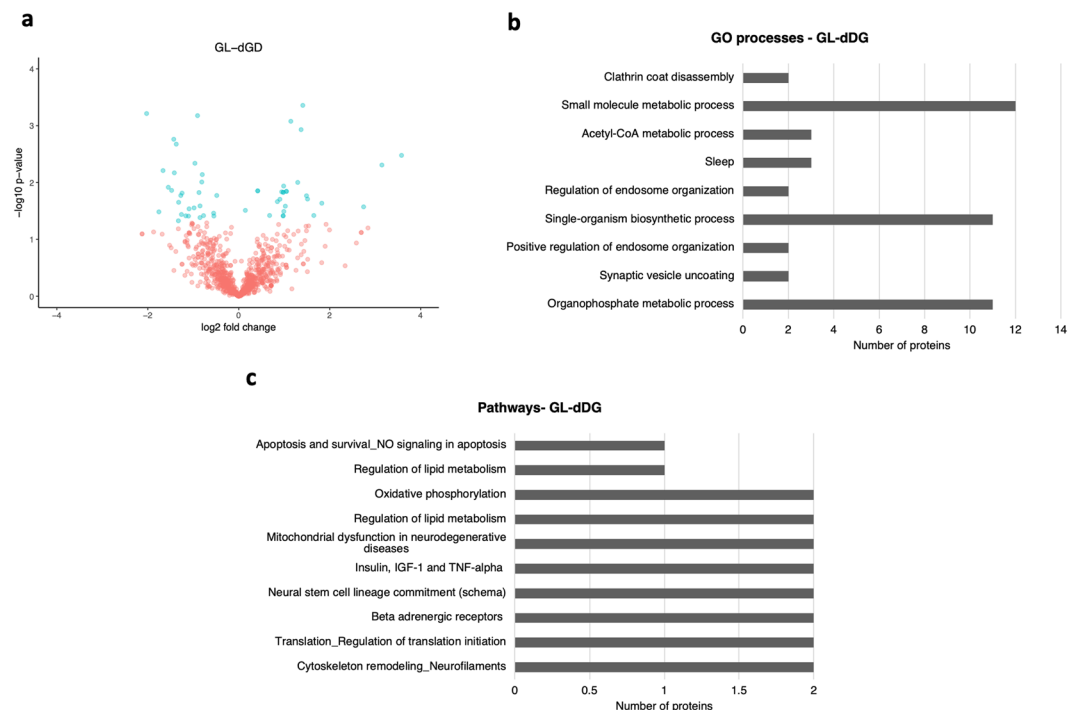 a
GL–dGD
4
3
2
1
0
–log10 p–value
−4
−2
0
2
4
log2 fold change
b
GO processes - GL-dDG
Clathrin coat disassembly
Small molecule metabolic process
Acetyl-CoA metabolic process
Sleep
Regulation of endosome organization
Single-organism biosynthetic process
Positive regulation of endosome organization
Synaptic vesicle uncoating
Organophosphate metabolic process
0 2 4 6 8 10 12 14
Number of proteins
c
Pathways- GL-dDG
Apoptosis and survival_NO signaling in apoptosis
Regulation of lipid metabolism
Oxidative phosphorylation
Regulation of lipid metabolism
Mitochondrial dysfunction in neurodegenerative
diseases
Insulin, IGF-1 and TNF-alpha
Neural stem cell lineage commitment (schema)
Beta adrenergic receptors
Translation_Regulation of translation initiation
Cytoskeleton remodeling_Neurofilaments
0 0.5 1 1.5 2
Number of proteins